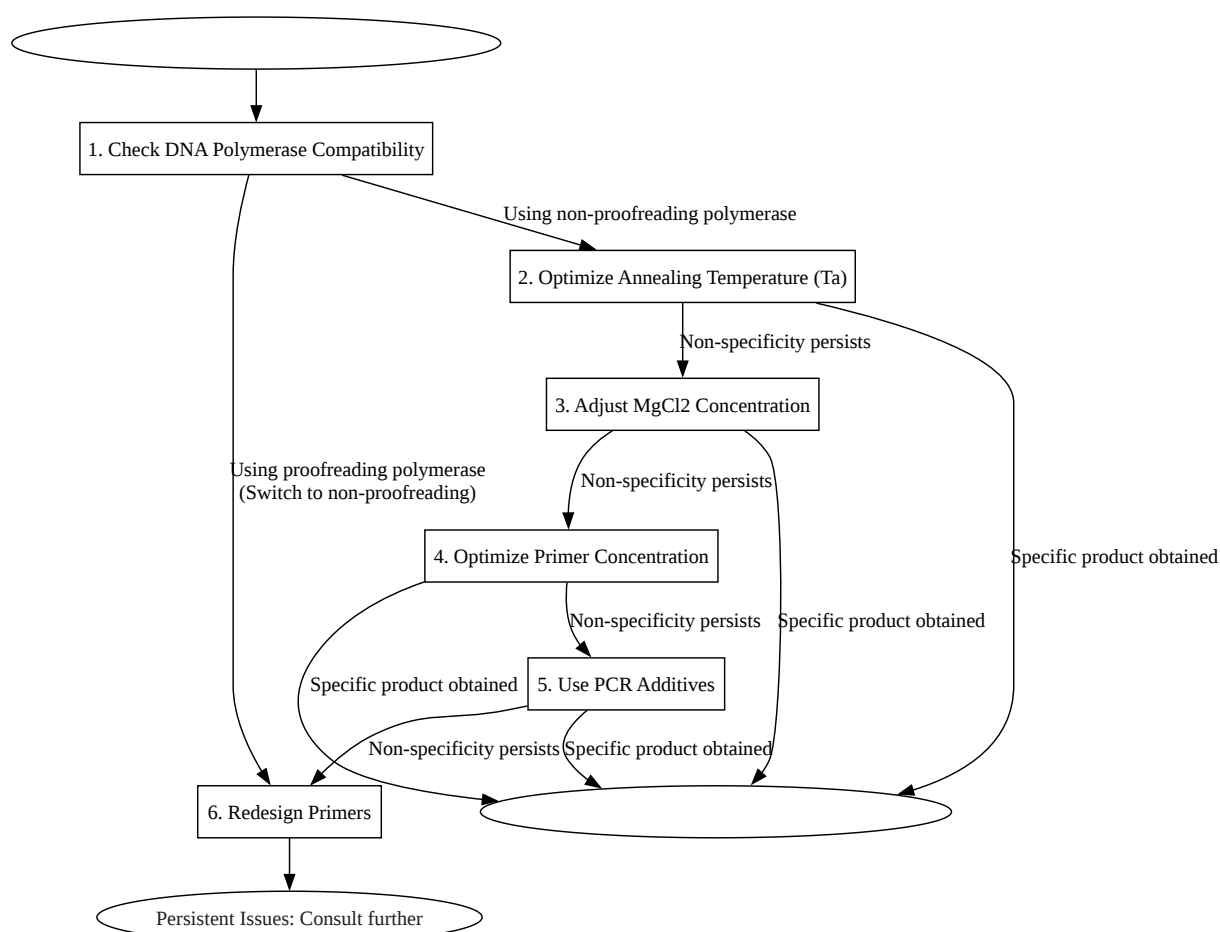 1. Check DNA Polymerase Compatibility
Using non-proofreading polymerase
2. Optimize Annealing Temperature (Ta)
Non-specificity persists
3. Adjust MgCl2 Concentration
Using proofreading polymerase
(Switch to non-proofreading)
Non-specificity persists
4. Optimize Primer Concentration
Specific product obtained
Non-specificity persists
Specific product obtained
Specific product obtained
5. Use PCR Additives
Non-specificity persists
Specific product obtained
6. Redesign Primers
Persistent Issues: Consult further